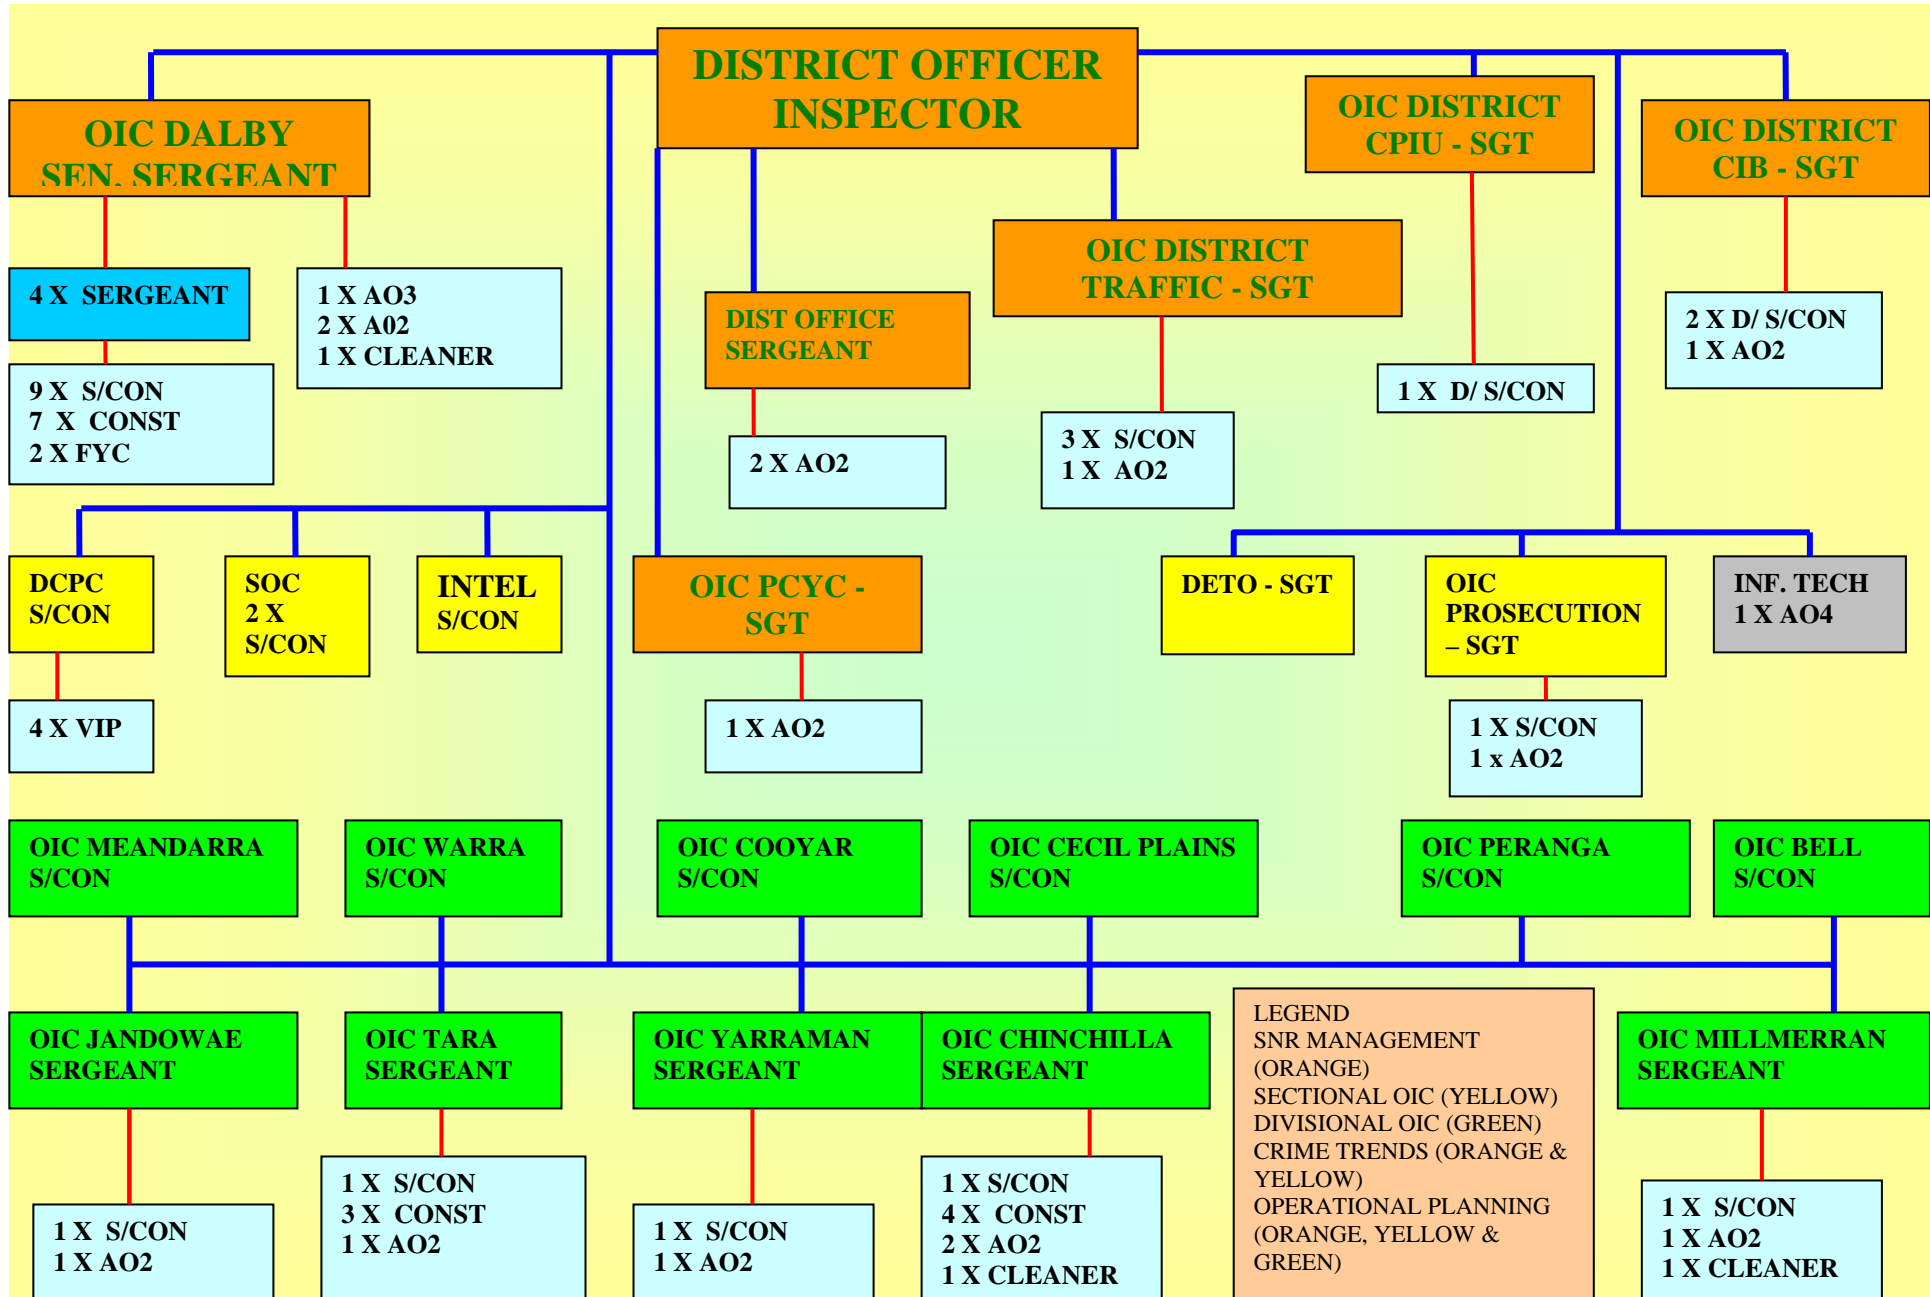 DISTRICT OFFICER
INSPECTOR
OIC DALBY
SEN. SERGEANT
OIC DISTRICT
CPIU - SGT
OIC DISTRICT
CIB - SGT
4 X SERGEANT
1 X AO3
2 X A02
1 X CLEANER
9 X S/CON
7 X CONST
2 X FYC
DIST OFFICE
SERGEANT
2 X AO2
OIC DISTRICT
TRAFFIC - SGT
3 X S/CON
1 X AO2
1 X D/ S/CON
2 X D/ S/CON
1 X AO2
DCPC
S/CON
SOC
2 X
S/CON
INTEL
S/CON
OIC PCYC -
SGT
DETO - SGT
OIC
PROSECUTION
– SGT
INF. TECH
1 X AO4
4 X VIP
1 X AO2
1 X S/CON
1 x AO2
OIC MEANDARRA
S/CON
OIC WARRA
S/CON
OIC COOYAR
S/CON
OIC CECIL PLAINS
S/CON
OIC PERANGA
S/CON
OIC BELL
S/CON
OIC JANDOWAE
SERGEANT
OIC TARA
SERGEANT
OIC YARRAMAN
SERGEANT
OIC CHINCHILLA
SERGEANT
LEGEND
SNR MANAGEMENT
(ORANGE)
SECTIONAL OIC (YELLOW)
DIVISIONAL OIC (GREEN)
CRIME TRENDS (ORANGE &
YELLOW)
OPERATIONAL PLANNING
(ORANGE, YELLOW &
GREEN)
OIC MILLMERRAN
SERGEANT
1 X S/CON
1 X AO2
1 X S/CON
3 X CONST
1 X AO2
1 X S/CON
1 X AO2
1 X S/CON
4 X CONST
2 X AO2
1 X CLEANER
1 X S/CON
1 X AO2
1 X CLEANER